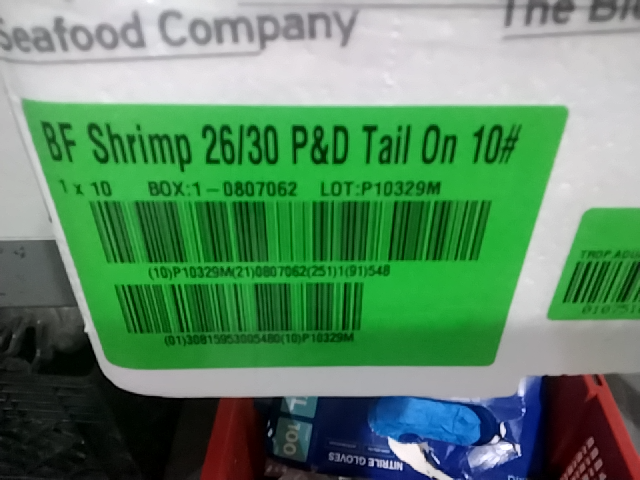 Seafood Company
The
BF Shrimp 26/30 P&D Tail On 10#
1 x 10 BOX:1-0807062 LOT:P10329M
(10)P10329M(21)0807062(251)1(91)548
(01)30815953005480(10)P10329M
NITRILE GLOVES
100